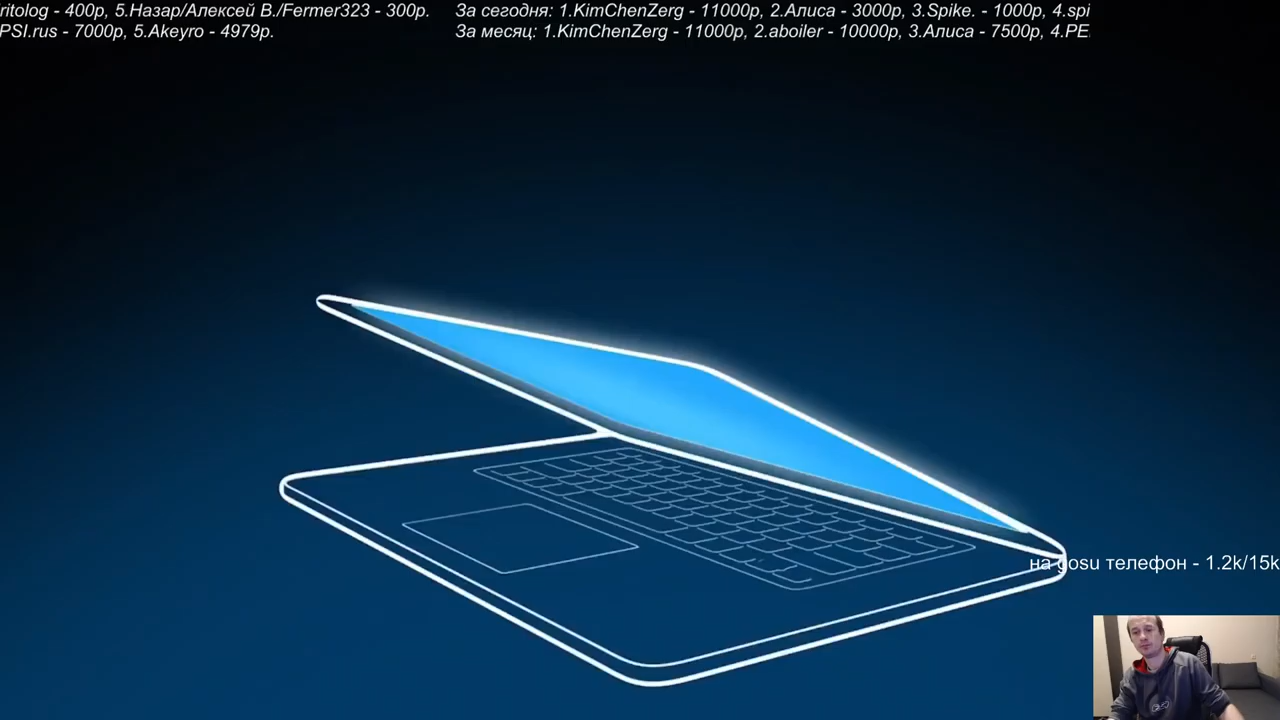 ritolog - 400р, 5.Назар/Алексей В./Fermer323 - 300р.
За сегодня: 1.KimChenZerg - 11000р, 2.Алиса - 3000р, 3.Spike. - 1000р, 4.spi
PSI.rus - 7000р, 5.Akeyro - 4979р.
За месяц: 1.KimChenZerg - 11000р, 2.aboiler - 10000р, 3.Алиса - 7500р, 4.PE
на gosu телефон - 1.2k/15k